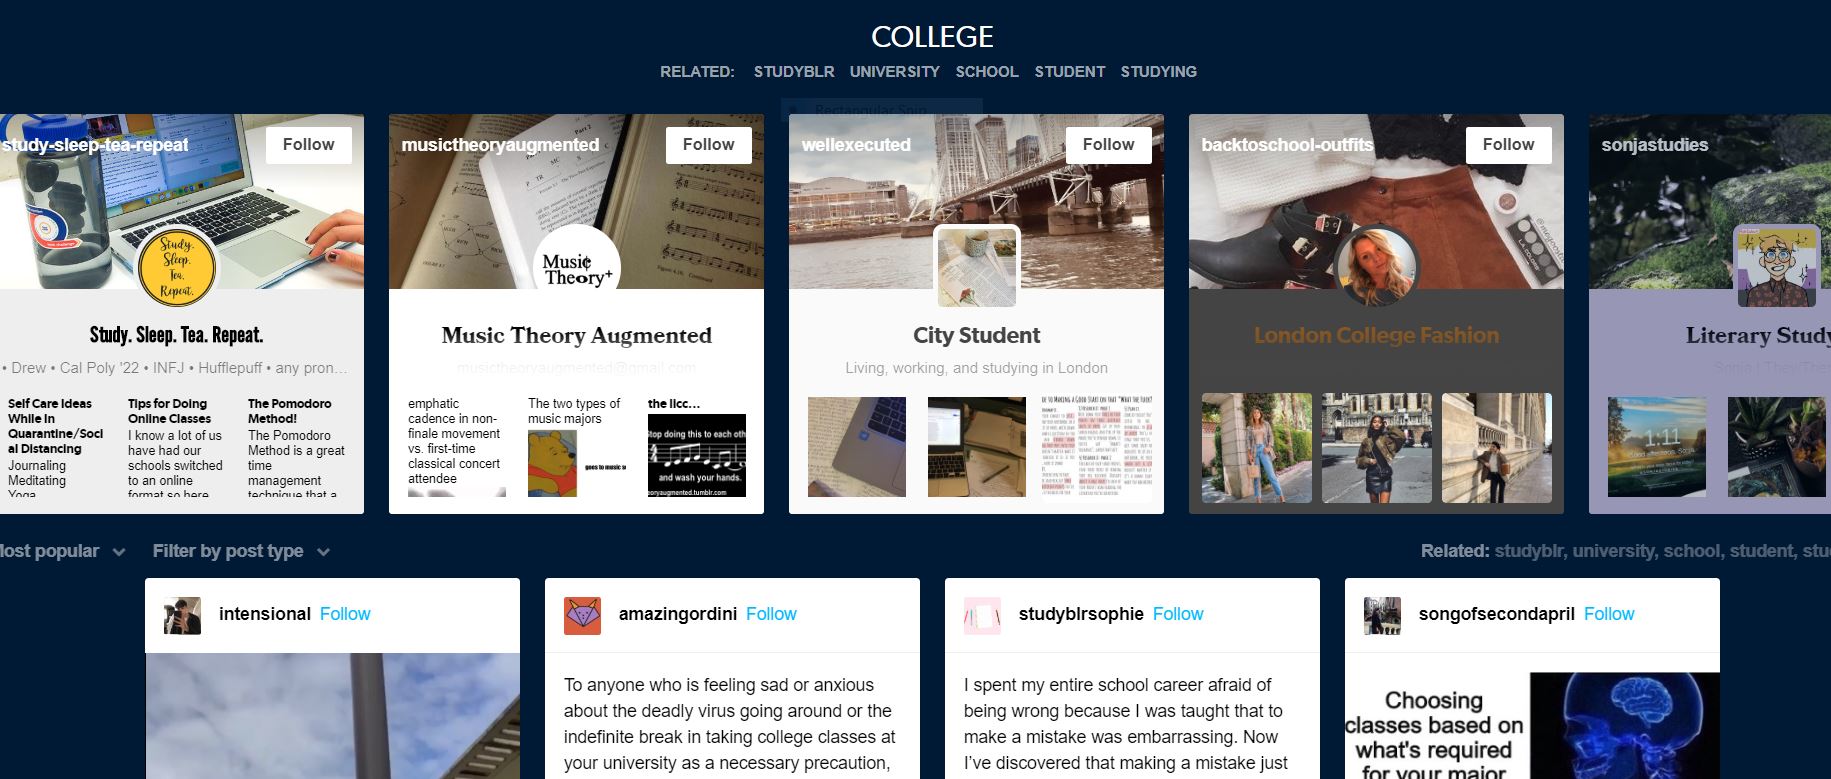 COLLEGE
RELATED: STUDYBLR UNIVERSITY SCHOOL STUDENT STUDYING
Rectangular Snip
study-sleep-tea-repeat
Follow
Study.
Sleep.
Tea.
Repeat.
Study. Sleep. Tea. Repeat.
• Drew • Cal Poly '22 • INFJ • Hufflepuff • any pron…
Self Care Ideas
While In
Quarantine/Soci
al Distancing
Journaling
Meditating
Yoga
Tips for Doing
Online Classes
I know a lot of us
have had our
schools switched
to an online
format so here
The Pomodoro
Method!
The Pomodoro
Method is a great
time
management
technique that a
musictheoryaugmented
Follow
Music
Theory+
Music Theory Augmented
musictheoryaugmented@gmail.com
emphatic
cadence in non-
finale movement
vs. first-time
classical concert
attendee
The two types of
music majors
goes to music s
the licc…
Stop doing this to each oth
and wash your hands.
oryaugmented.tumblr.com
wellexecuted
Follow
City Student
Living, working, and studying in London
backtoschool-outfits
Follow
London College Fashion
sonjastudies
Literary Study
Sonja | They/Them
1:11
Good afternoon, Sonja.
Most popular
Filter by post type
Related: studyblr, university, school, student, stu
intensional Follow
amazingordini Follow
To anyone who is feeling sad or anxious
about the deadly virus going around or the
indefinite break in taking college classes at
your university as a necessary precaution,
studyblrsophie Follow
I spent my entire school career afraid of
being wrong because I was taught that to
make a mistake was embarrassing. Now
I've discovered that making a mistake just
songofsecondapril Follow
Choosing
classes based on
what's required
for your major